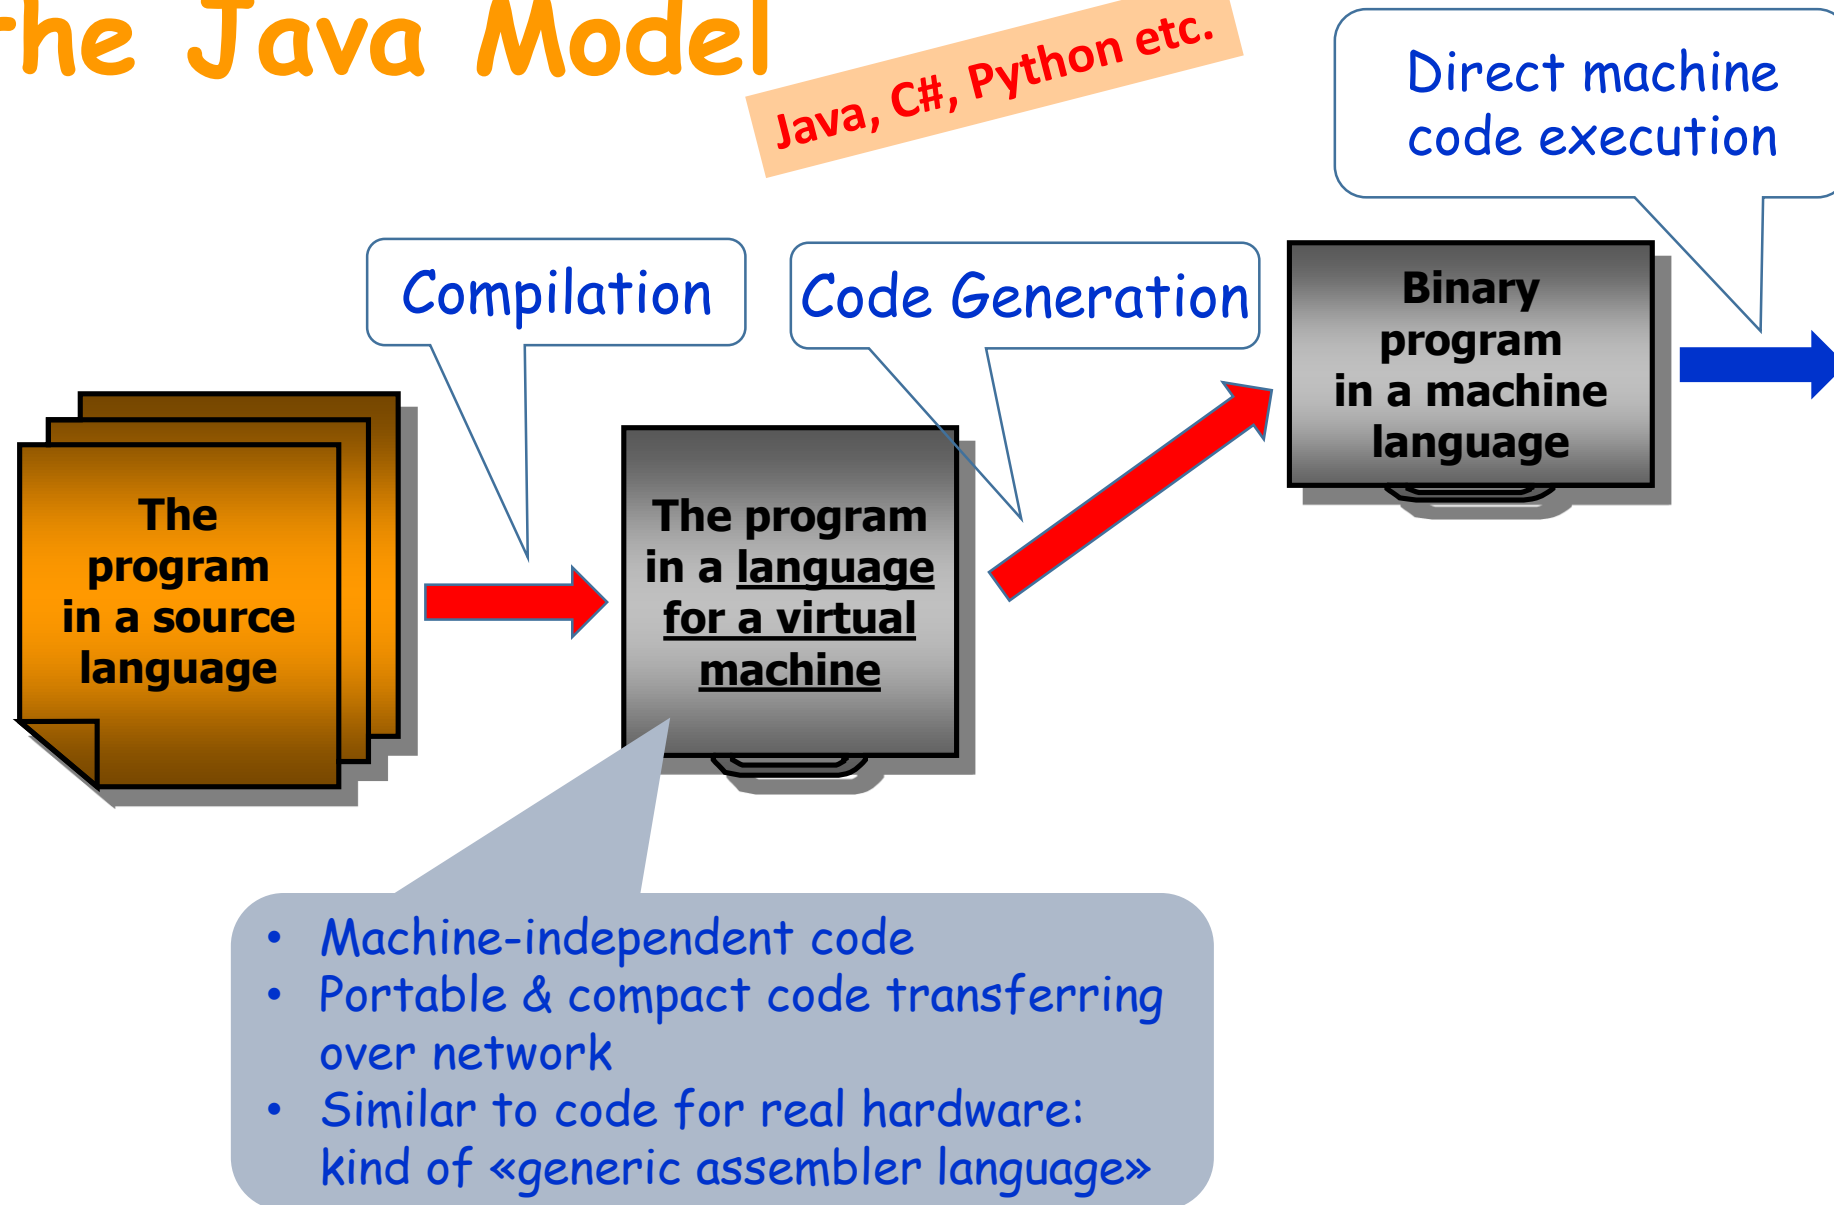 the Java Model
Java, C#, Python etc.
Direct machine
code execution
Compilation
Code Generation
Binary
program
in a machine
language
The
program
in a source
language
The program
in a language
for a virtual
machine
• Machine-independent code
• Portable & compact code transferring
over network
• Similar to code for real hardware:
kind of «generic assembler language»